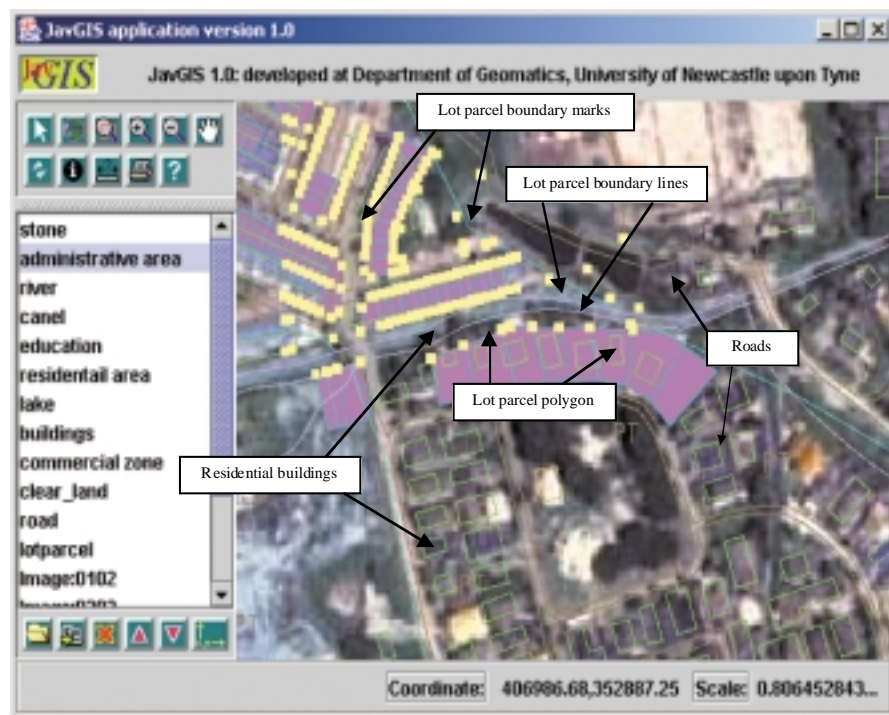 JavGIS application version 1.0
JavGIS
JavGIS 1.0: developed at Department of Geomatics, University of Newcastle upon Tyne
Lot parcel boundary marks
Lot parcel boundary lines
stone
administrative area
river
canel
education
residentail area
lake
buildings
commercial zone
clear_land
road
lotparcel
Image:0102
Roads
Lot parcel polygon
Residential buildings
Coordinate: 406986.68,352887.25 Scale: 0.806452843...